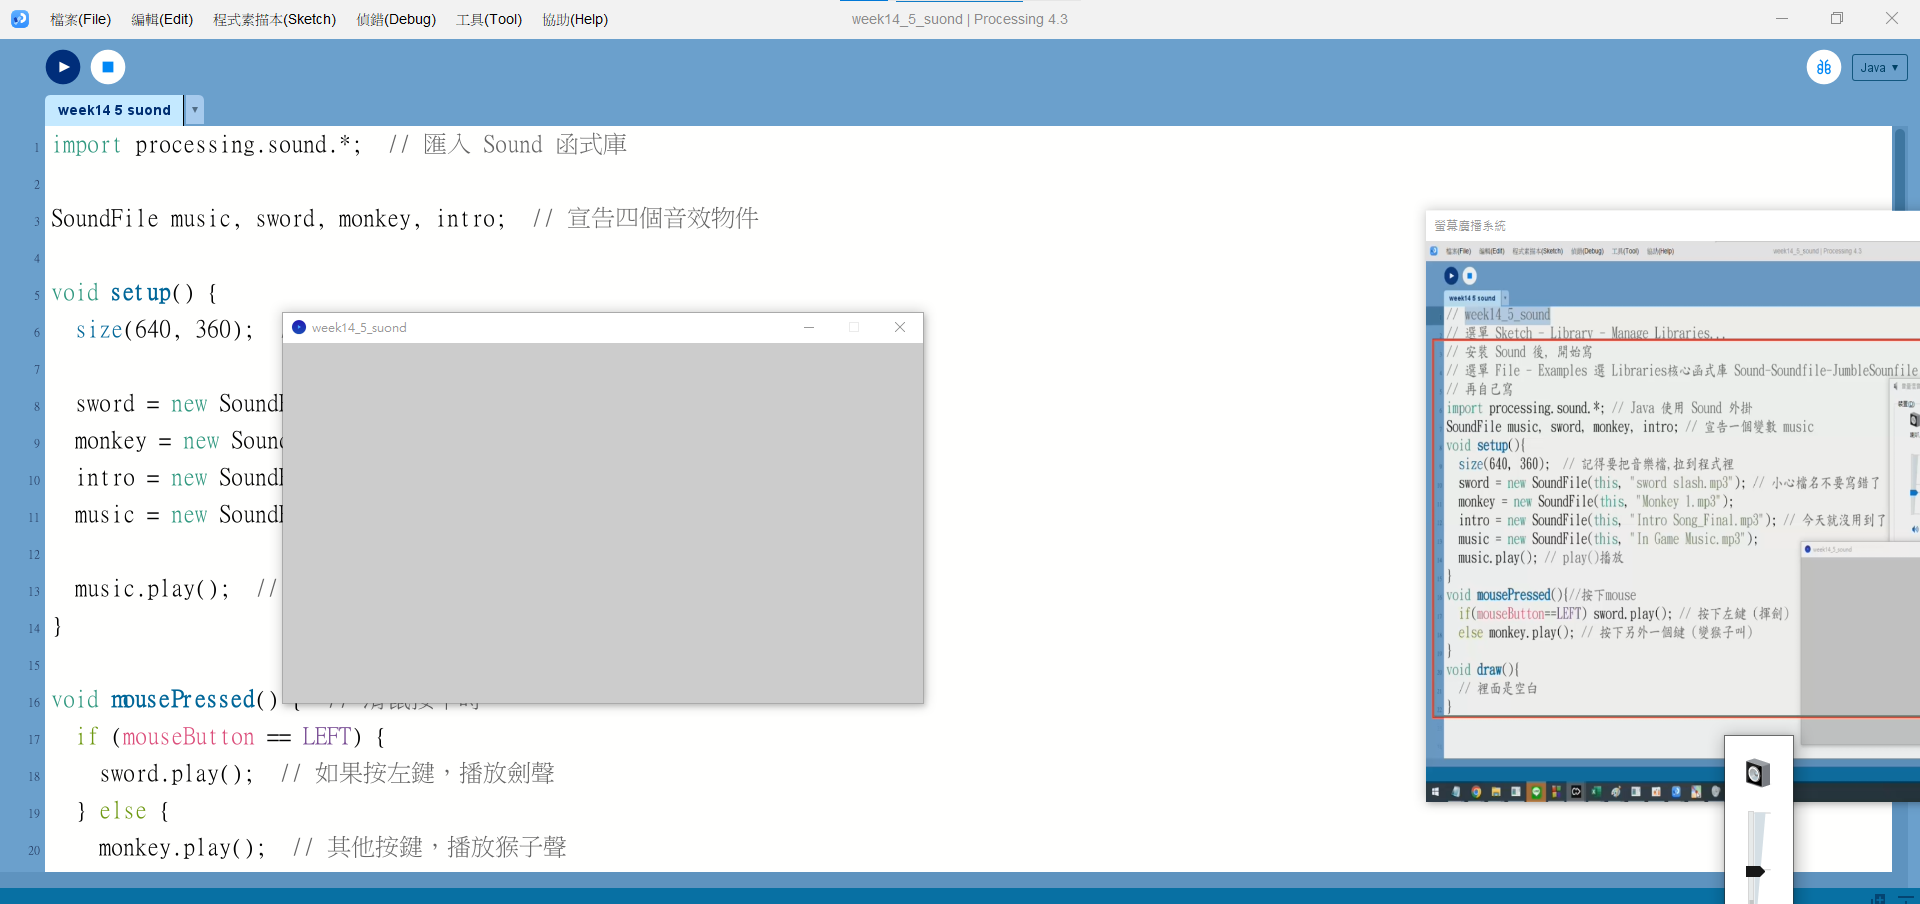 檔案(File) 編輯(Edit) 程式素描本(Sketch) 偵錯(Debug) 工具(Tool) 協助(Help) week14_5_suond | Processing 4.3
Java ▼
week14 5 suond ▼
1 import processing.sound.*; // 匯入 Sound 函式庫
2
3 SoundFile music, sword, monkey, intro; // 宣告四個音效物件
4
5 void setup() {
6 size(640, 360);
7
8 sword = new Sound
9 monkey = new Soun
10 intro = new Sound
11 music = new Sound
12
13 music.play(); //
14 }
15
16 void mousePressed() { //
17 if (mouseButton == LEFT) {
18 sword.play(); // 如果按左鍵，播放劍聲
19 } else {
20 monkey.play(); // 其他按鍵，播放猴子聲
week14_5_suond
螢幕廣播系統
檔案(File) 編輯(Edit) 程式素描本(Sketch) 偵錯(Debug) 工具(Tool) 協助(Help) week14_5_sound | Processing 4.3
week14 5 sound
// week14_5_sound
// 選單 Sketch - Library - Manage Libraries...
// 安裝 Sound 後, 開始寫
// 選單 File - Examples 選 Libraries核心函式庫 Sound-Soundfile-JumbleSounfile
// 再自己寫
import processing.sound.*; // Java 使用 Sound 外掛
SoundFile music, sword, monkey, intro; // 宣告一個變數 music
void setup(){
size(640, 360); // 記得要把音樂檔,拉到程式裡
sword = new SoundFile(this, "sword slash.mp3"); // 小心檔名不要寫錯了
monkey = new SoundFile(this, "Monkey 1.mp3");
intro = new SoundFile(this, "Intro Song_Final.mp3"); // 今天就沒用到了
music = new SoundFile(this, "In Game Music.mp3");
music.play(); // play()播放
}
void mousePressed(){//按下mouse
if(mouseButton==LEFT) sword.play(); // 按下左鍵 (揮劍)
else monkey.play(); // 按下另外一個鍵 (變猴子叫)
}
void draw(){
// 裡面是空白
}
week14_5_sound